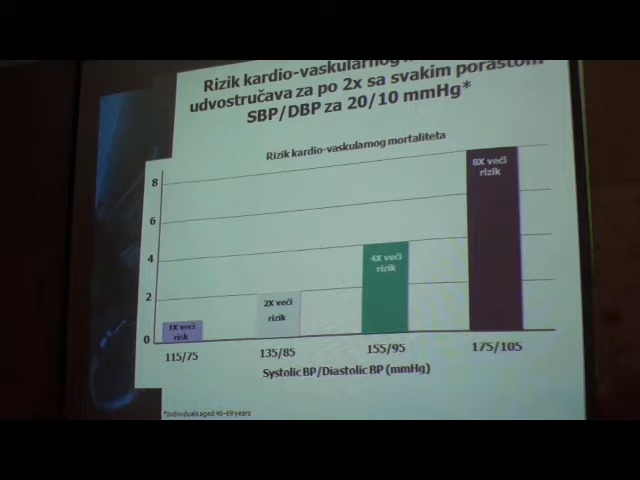 Rizik kardio-vaskularnog
udvostručava za po 2x sa svakim porastom
SBP/DBP za 20/10 mmHg*
Rizik kardio-vaskularnog mortaliteta
8
6
4
2
0
1X veći
risk
2X veći
rizik
4X veći
rizik
8X veći
rizik
115/75
135/85
155/95
175/105
Systolic BP/Diastolic BP (mmHg)
*Individuals aged 40-69 years